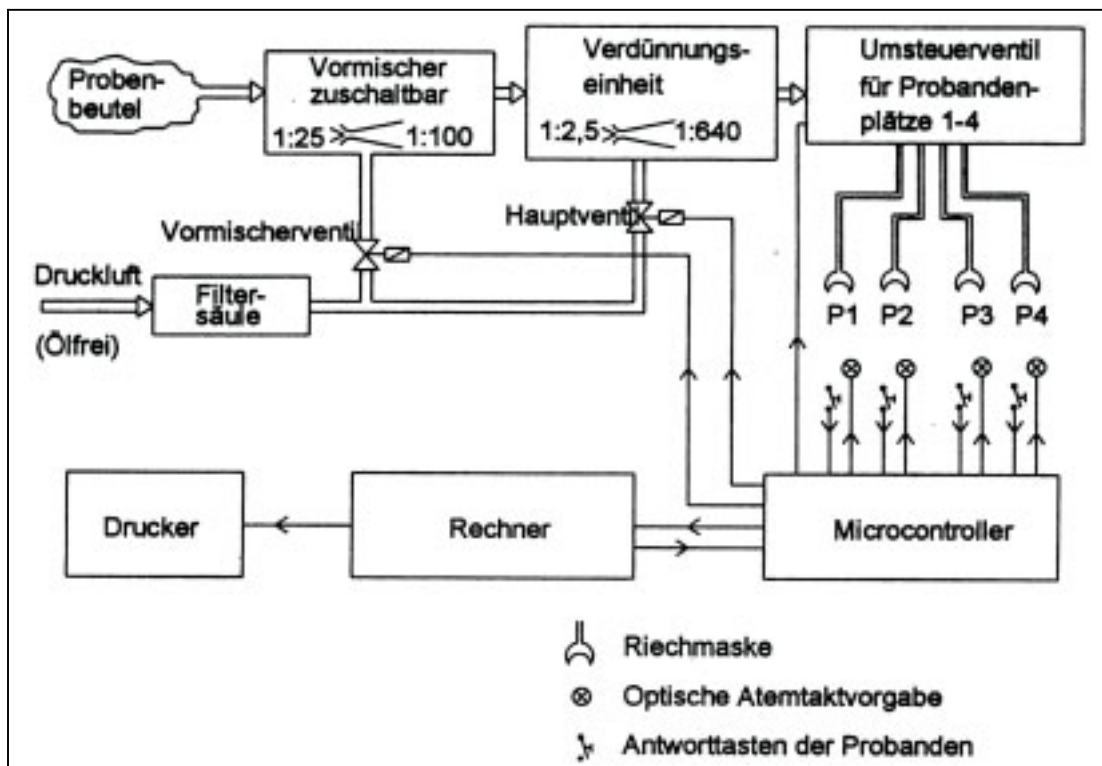 Proben-
beutel
Vormischer
zuschaltbar
1:25 1:100
Verdünnungs-
einheit
1:2,5 1:640
Umsteuerventil
für Probanden-
plätze 1-4
Vormischerventil
Hauptventil
Druckluft
(Ölfrei)
Filter-
säule
P1 P2 P3 P4
Drucker
Rechner
Microcontroller
Riechmaske
Optische Atemtaktvorgabe
Antworttasten der Probanden